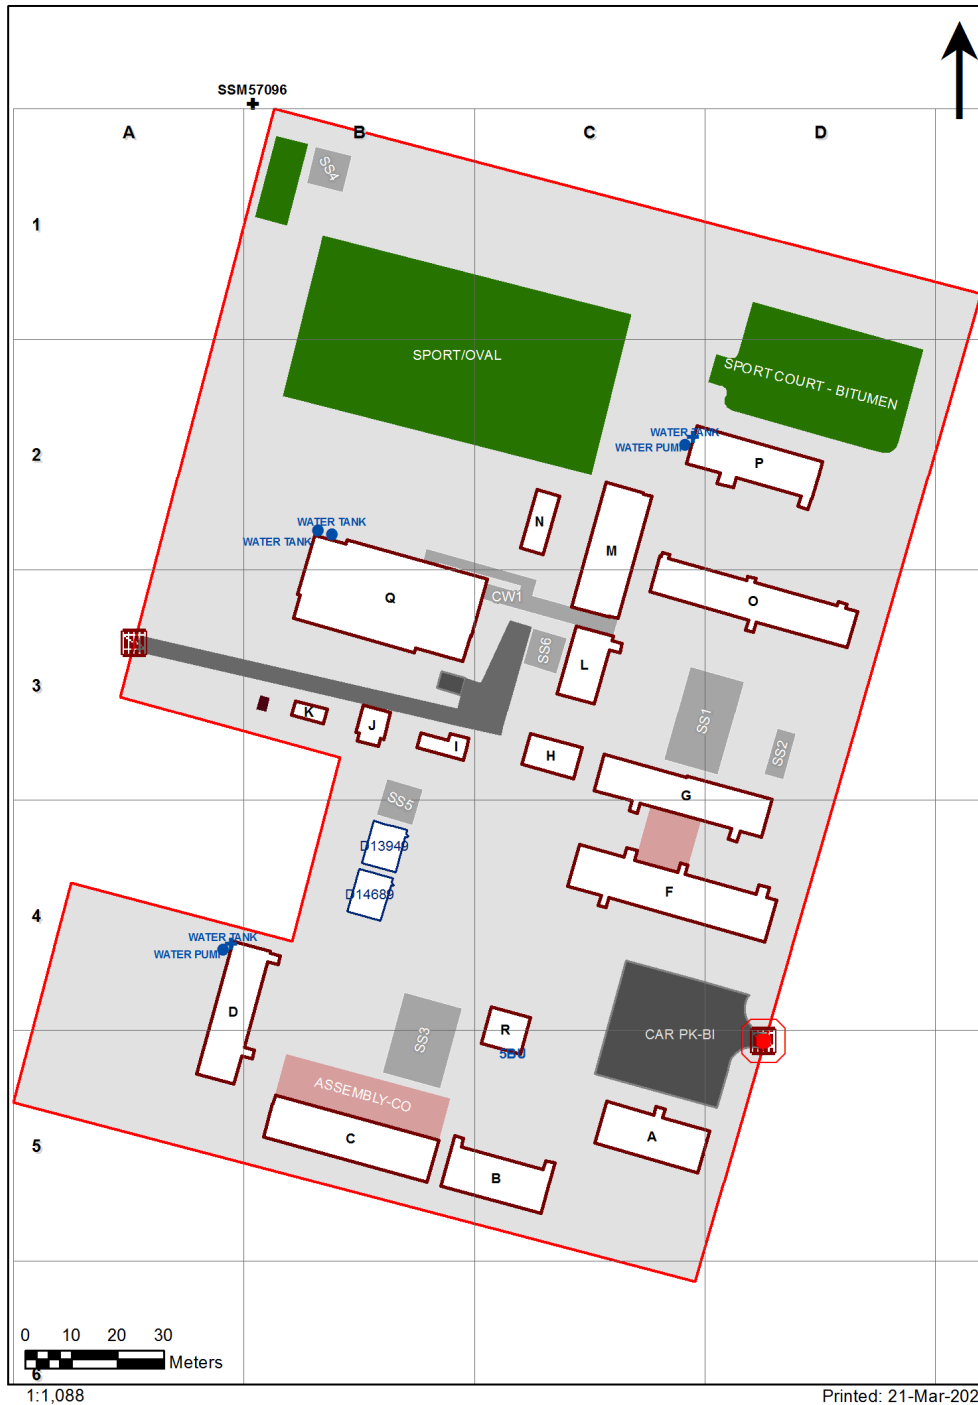 SSM57096
A
B
C
D
SS4
1
SPORT/OVAL
SPORT COURT - BITUMEN
WATER TANK
WATER PUMP
2
P
N
WATER TANK
WATER TANK
M
Q
CW1
O
SS6
L
3
SS1
K
J
I
H
SS2
G
SS5
D13949
D14689
F
4
WATER TANK
WATER PUMP
D
SS3
R
CAR PK-BI
5BU
ASSEMBLY-CO
C
A
5
B
0 10 20 30
Meters
6
1:1,088
Printed: 21-Mar-202